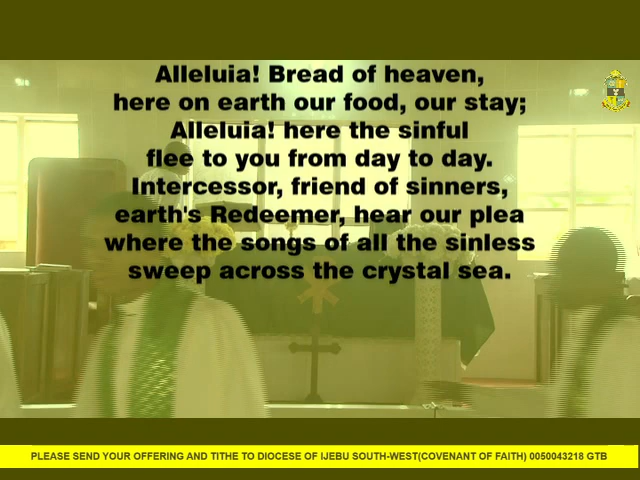 Alleluia! Bread of heaven,
here on earth our food, our stay;
Alleluia! here the sinful
flee to you from day to day.
Intercessor, friend of sinners,
earth's Redeemer, hear our plea
where the songs of all the sinless
sweep across the crystal sea.
PLEASE SEND YOUR OFFERING AND TITHE TO DIOCESE OF IJEBU SOUTH-WEST(COVENANT OF FAITH) 0050043218 GTB